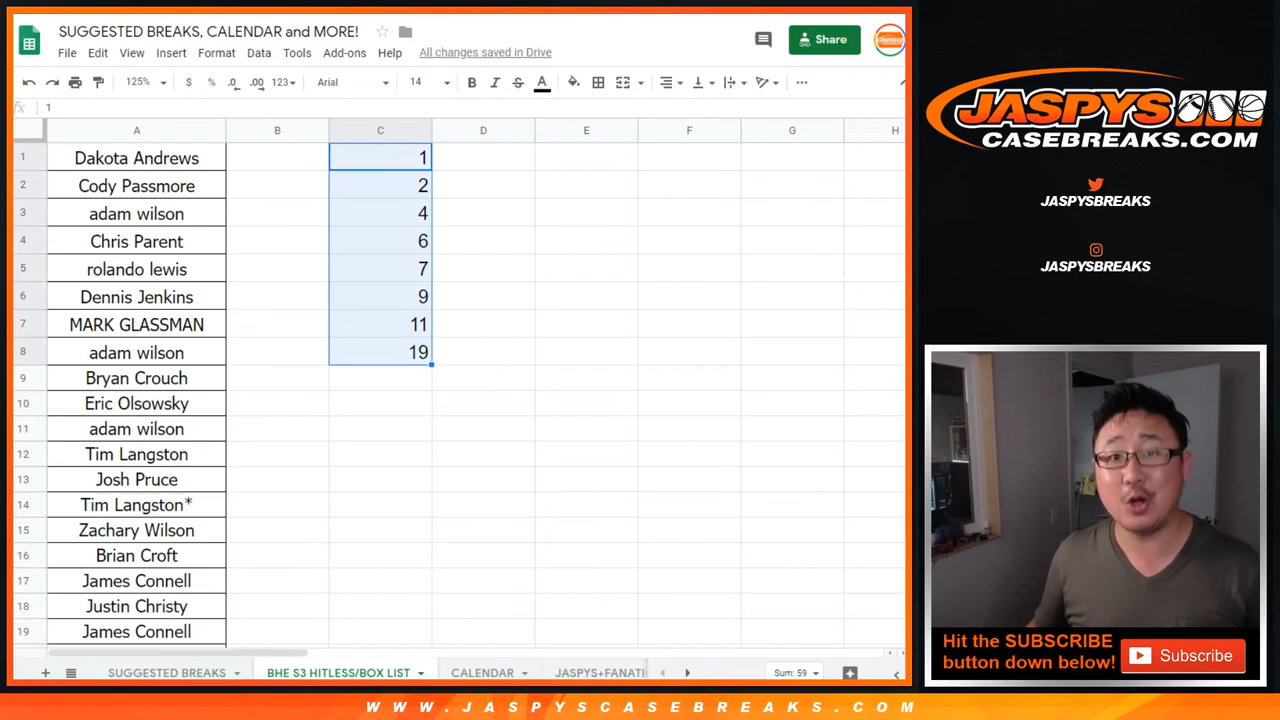 SUGGESTED BREAKS, CALENDAR and MORE!
File Edit View Insert Format Data Tools Add-ons Help All changes saved in Drive
Share
125% $ % .0 .00 123 Arial 14 B I S A
fx 1
A B C D E F G H
1 Dakota Andrews 1
2 Cody Passmore 2
3 adam wilson 4
4 Chris Parent 6
5 rolando lewis 7
6 Dennis Jenkins 9
7 MARK GLASSMAN 11
8 adam wilson 19
9 Bryan Crouch
10 Eric Olsowsky
11 adam wilson
12 Tim Langston
13 Josh Pruce
14 Tim Langston*
15 Zachary Wilson
16 Brian Croft
17 James Connell
18 Justin Christy
19 James Connell
SUGGESTED BREAKS BHE S3 HITLESS/BOX LIST CALENDAR JASPYS+FANATI Sum: 59
JASPYS
CASEBREAKS.COM
JASPYSBREAKS
JASPYSBREAKS
Hit the SUBSCRIBE
button down below!
Subscribe
WWW.JASPYSCASEBREAKS.COM